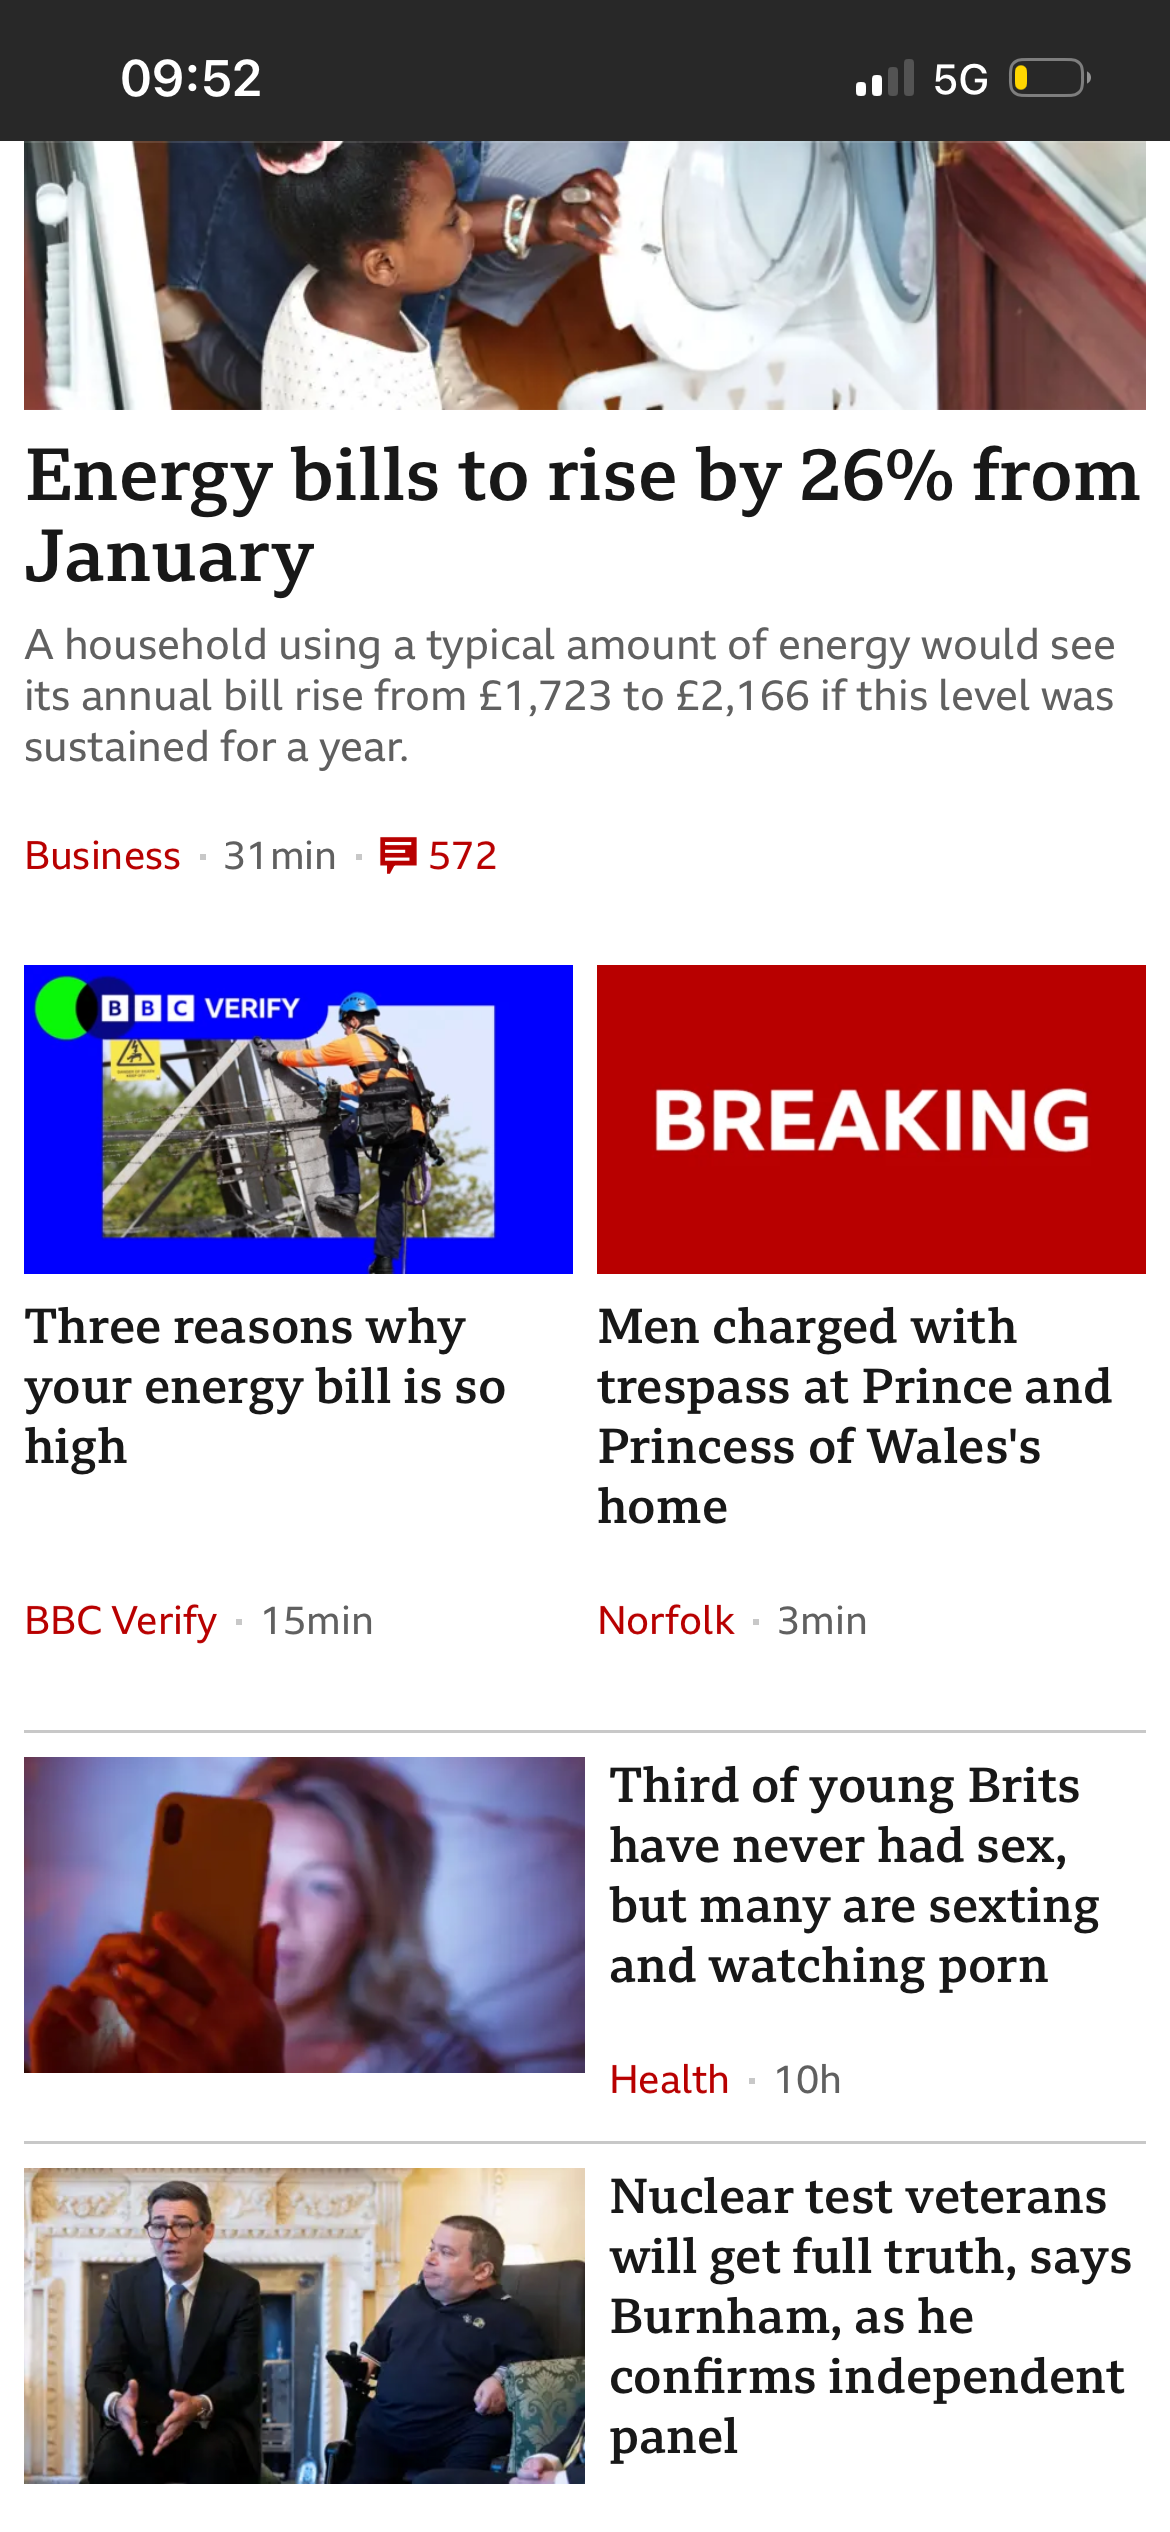 09:52 5G
Energy bills to rise by 26% from
January
A household using a typical amount of energy would see
its annual bill rise from £1,723 to £2,166 if this level was
sustained for a year.
Business · 31min · 572
BBC VERIFY
Three reasons why
your energy bill is so
high
BBC Verify · 15min
BREAKING
Men charged with
trespass at Prince and
Princess of Wales's
home
Norfolk · 3min
Third of young Brits
have never had sex,
but many are sexting
and watching porn
Health · 10h
Nuclear test veterans
will get full truth, says
Burnham, as he
confirms independent
panel